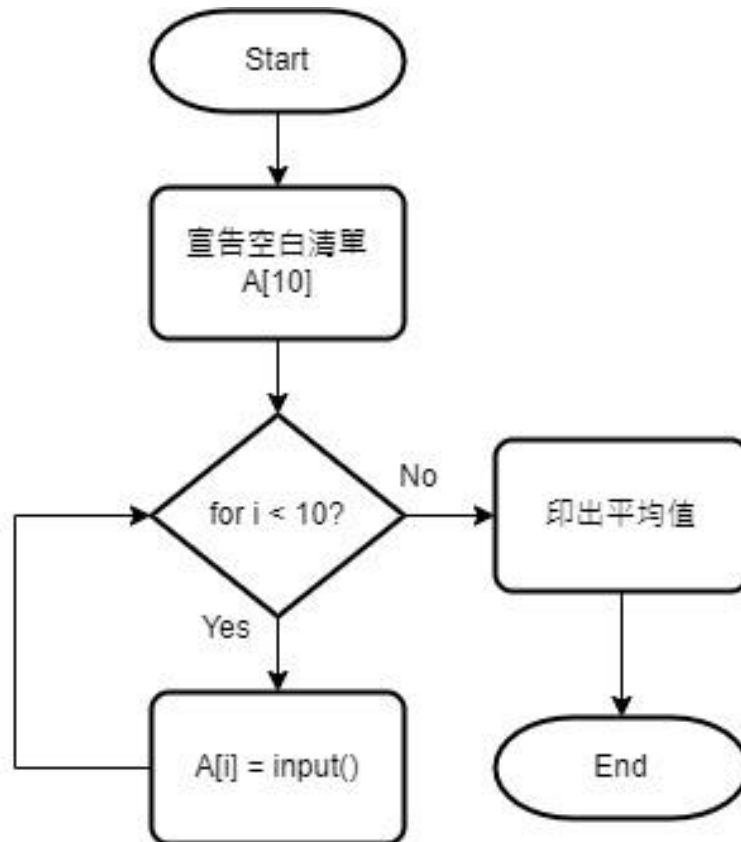 Start
宣告空白清單
A[10]
for i < 10?
No
印出平均值
Yes
A[i] = input()
End